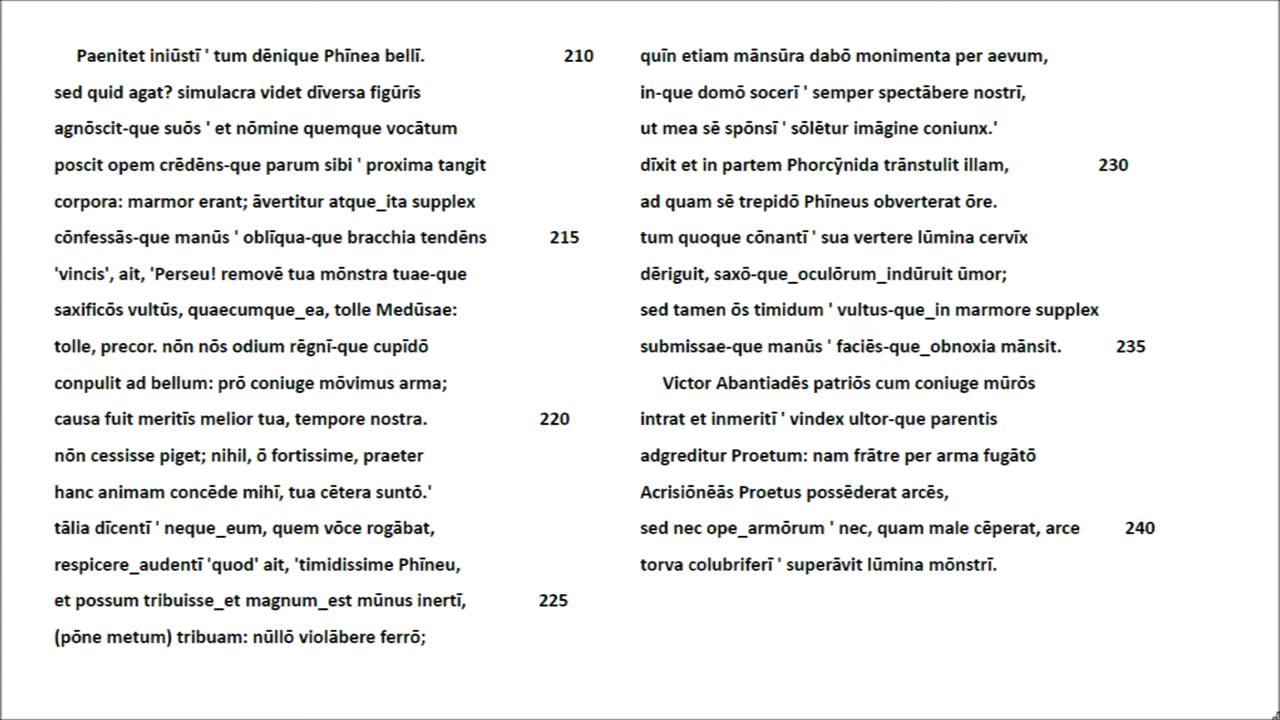 Paenitet iniūstī ' tum dēnique Phīnea bellī. 210
sed quid agat? simulacra videt dīversa figūrīs
agnōscit-que suōs ' et nōmine quemque vocātum
poscit opem crēdēns-que parum sibi ' proxima tangit
corpora: marmor erant; āvertitur atque_ita supplex
cōnfessās-que manūs ' oblīqua-que bracchia tendēns 215
'vincis', ait, 'Perseu! removē tua mōnstra tuae-que
saxificōs vultūs, quaecumque_ea, tolle Medūsae:
tolle, precor. nōn nōs odium rēgnī-que cupīdō
conpulit ad bellum: prō coniuge mōvimus arma;
causa fuit meritīs melior tua, tempore nostra. 220
nōn cessisse piget; nihil, ō fortissime, praeter
hanc animam concēde mihī, tua cētera suntō.'
tālia dīcentī ' neque_eum, quem vōce rogābat,
respicere_audentī 'quod' ait, 'timidissime Phīneu,
et possum tribuisse_et magnum_est mūnus inertī, 225
(pōne metum) tribuam: nūllō violābere ferrō;
quīn etiam mānsūra dabō monimenta per aevum,
in-que domō socerī ' semper spectābere nostrī,
ut mea sē spōnsī ' sōlētur imāgine coniunx.'
dīxit et in partem Phorcȳnida trānstulit illam, 230
ad quam sē trepidō Phīneus obverterat ōre.
tum quoque cōnantī ' sua vertere lūmina cervīx
dēriguit, saxō-que_oculōrum_indūruit ūmor;
sed tamen ōs timidum ' vultus-que_in marmore supplex
submissae-que manūs ' faciēs-que_obnoxia mānsit. 235
Victor Abantiadēs patriōs cum coniuge mūrōs
intrat et inmeritī ' vindex ultor-que parentis
adgreditur Proetum: nam frātre per arma fugātō
Acrisiōnēās Proetus possēderat arcēs,
sed nec ope_armōrum ' nec, quam male cēperat, arce 240
torva colubriferī ' superāvit lūmina mōnstrī.